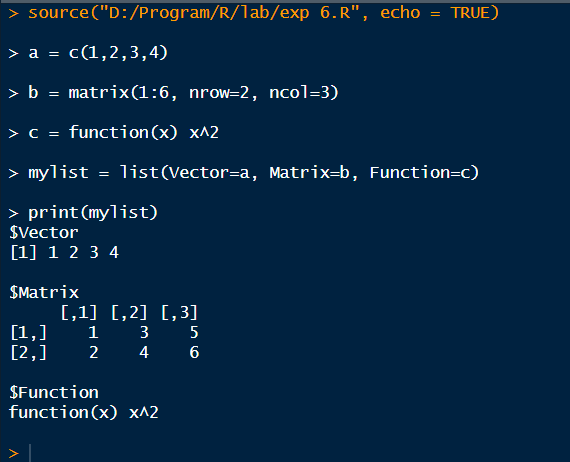 > source("D:/Program/R/lab/exp 6.R", echo = TRUE)
> a = c(1,2,3,4)
> b = matrix(1:6, nrow=2, ncol=3)
> c = function(x) x^2
> mylist = list(Vector=a, Matrix=b, Function=c)
> print(mylist)
$Vector
[1] 1 2 3 4
$Matrix
     [,1] [,2] [,3]
[1,]    1    3    5
[2,]    2    4    6
$Function
function(x) x^2
>